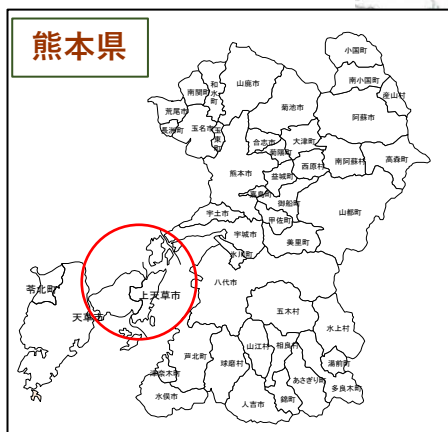 熊本県
小国町
南小国町
産山村
和水町
山鹿市
南関町
菊池市
荒尾市
阿蘇市
玉名市
玉東町
長洲町
合志市
大津町
菊陽町
高森町
西原村
南阿蘇村
熊本市
益城町
嘉島町
御船町
山都町
宇土市
甲佐町
宇城市
美里町
氷川町
八代市
上天草市
苓北町
天草市
五木村
水上村
芦北町
球磨村
山江村
相良村
湯前町
津奈木町
あさぎり町
多良木町
水俣市
人吉市
錦町